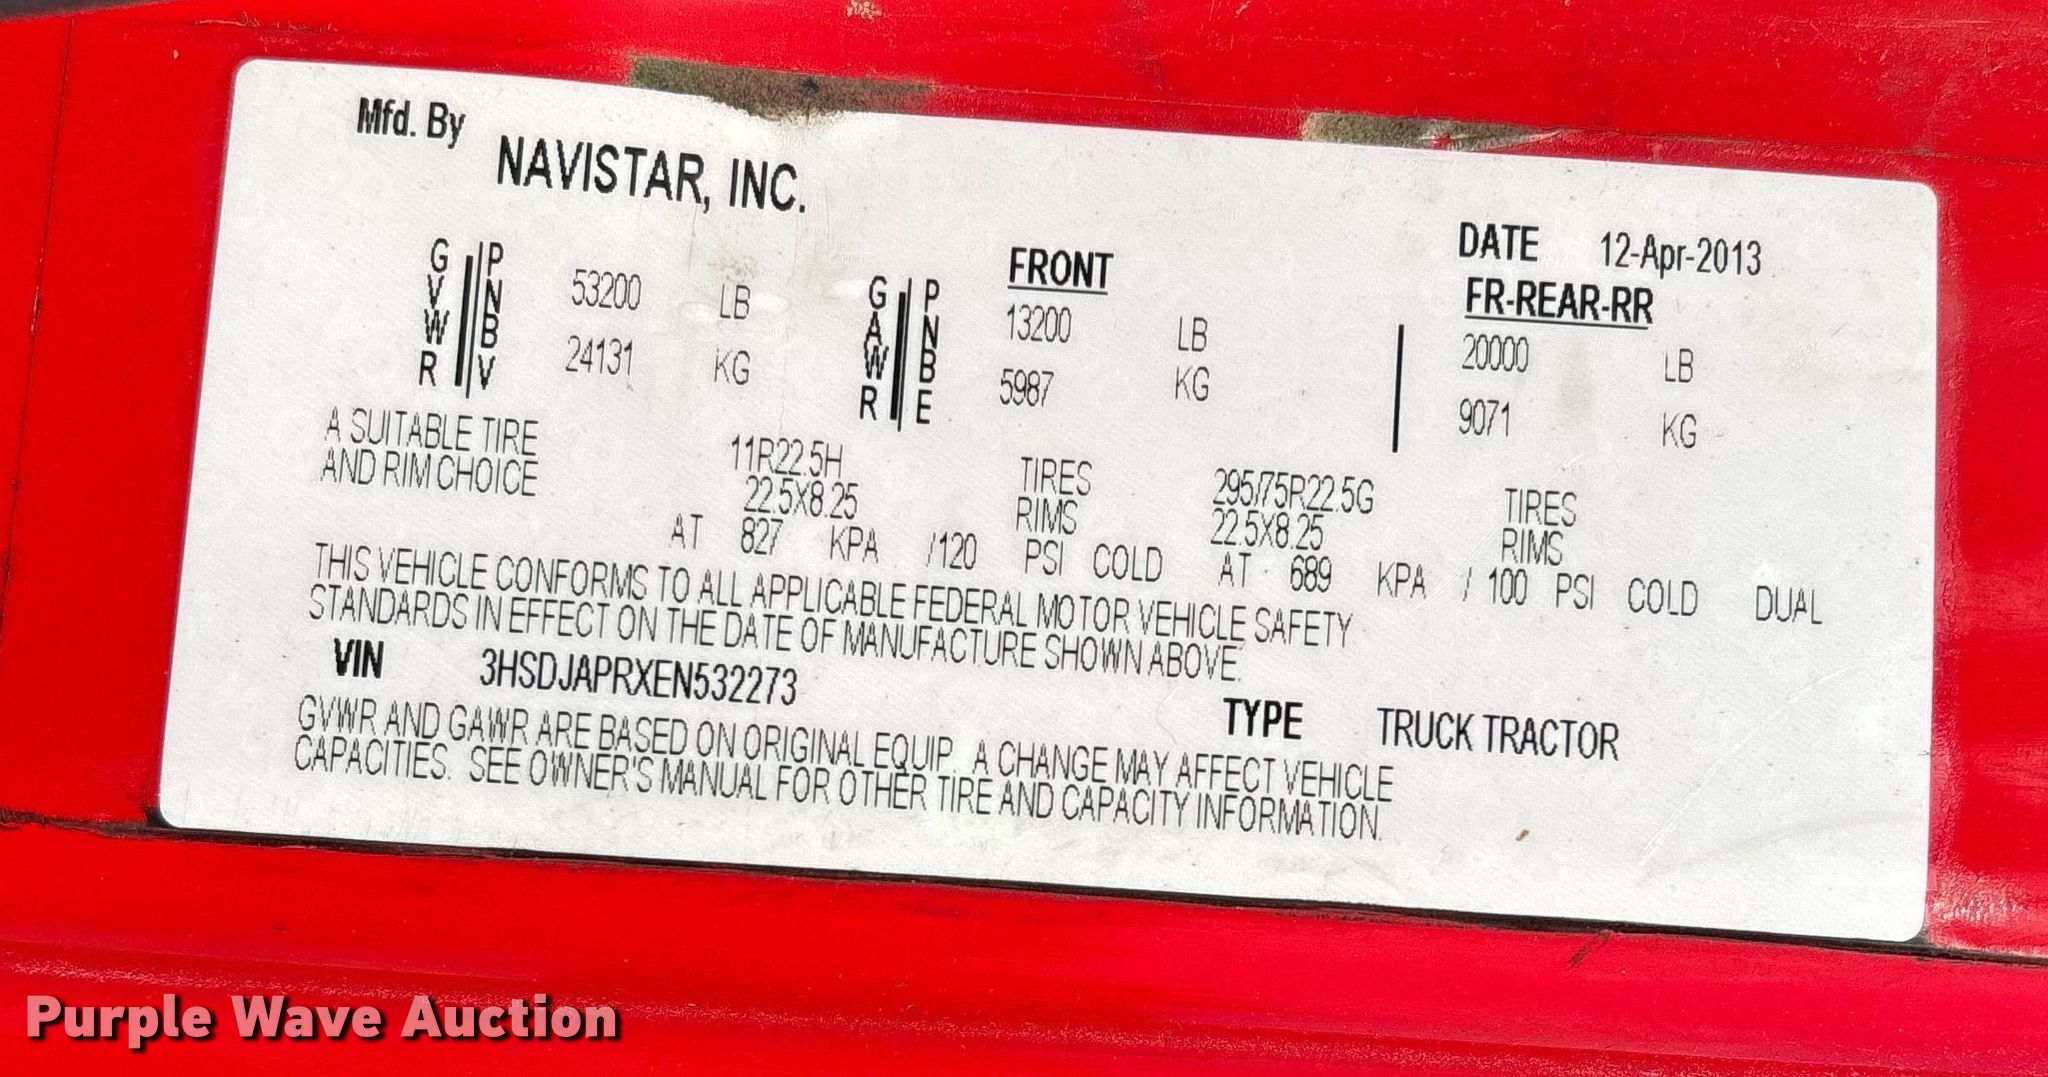 Mfd. By NAVISTAR, INC.
DATE 12-Apr-2013
GVWR PNBV 53200 LB 24131 KG
GAWR PNBE FRONT 13200 LB 5987 KG
FR-REAR-RR 20000 LB 9071 KG
A SUITABLE TIRE 11R22.5H TIRES 295/75R22.5G TIRES
AND RIM CHOICE 22.5X8.25 RIMS 22.5X8.25 RIMS
AT 827 KPA /120 PSI COLD AT 689 KPA / 100 PSI COLD DUAL
THIS VEHICLE CONFORMS TO ALL APPLICABLE FEDERAL MOTOR VEHICLE SAFETY
STANDARDS IN EFFECT ON THE DATE OF MANUFACTURE SHOWN ABOVE.
VIN 3HSDJAPRXEN532273 TYPE TRUCK TRACTOR
GVWR AND GAWR ARE BASED ON ORIGINAL EQUIP. A CHANGE MAY AFFECT VEHICLE
CAPACITIES. SEE OWNER'S MANUAL FOR OTHER TIRE AND CAPACITY INFORMATION.
Purple Wave Auction